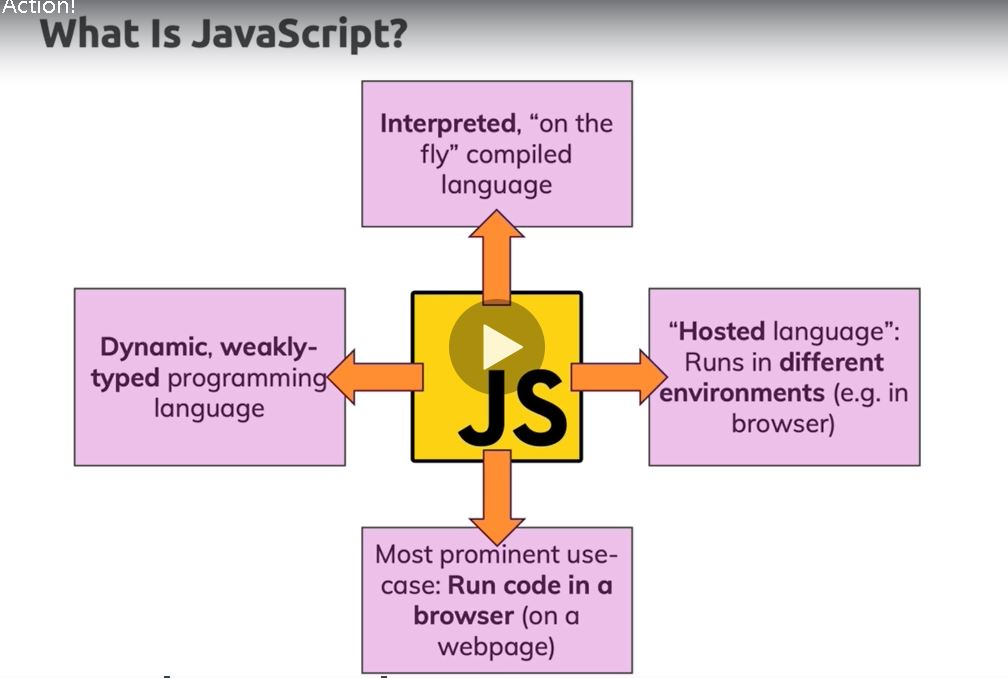 Action!
What Is JavaScript?
Interpreted, “on the
fly” compiled
language
Dynamic, weakly-
typed programming
language
JS
“Hosted language”:
Runs in different
environments (e.g. in
browser)
Most prominent use-
case: Run code in a
browser (on a
webpage)